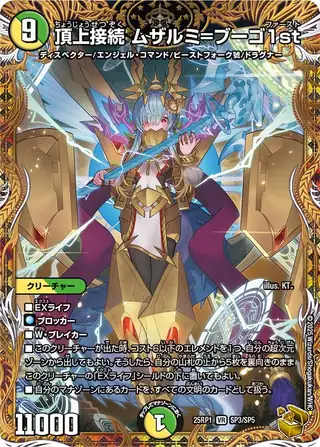 9
ちょうじょうせつぞく
ファースト
頂上接続 ムザルミ=ブーゴ1st
ディスペクター/エンジェル・コマンド/ビーストフォーク號/ドラグナー
illus. KT.
クリーチャー
エクストラ
■EXライフ
■ブロッカー
■W・ブレイカー
■このクリーチャーが出た時、コスト6以下のエレメントを1つ、自分の超次元
ゾーンから出してもよい。そうしたら、自分の山札の上から5枚を裏向きのまま、
このクリーチャーの「EXライフ」シールドの下に置いてもよい。
■自分のマナゾーンにあるカードを、すべての文明のカードとして扱う。
11000
1
25RP1 VR SP3/SP5